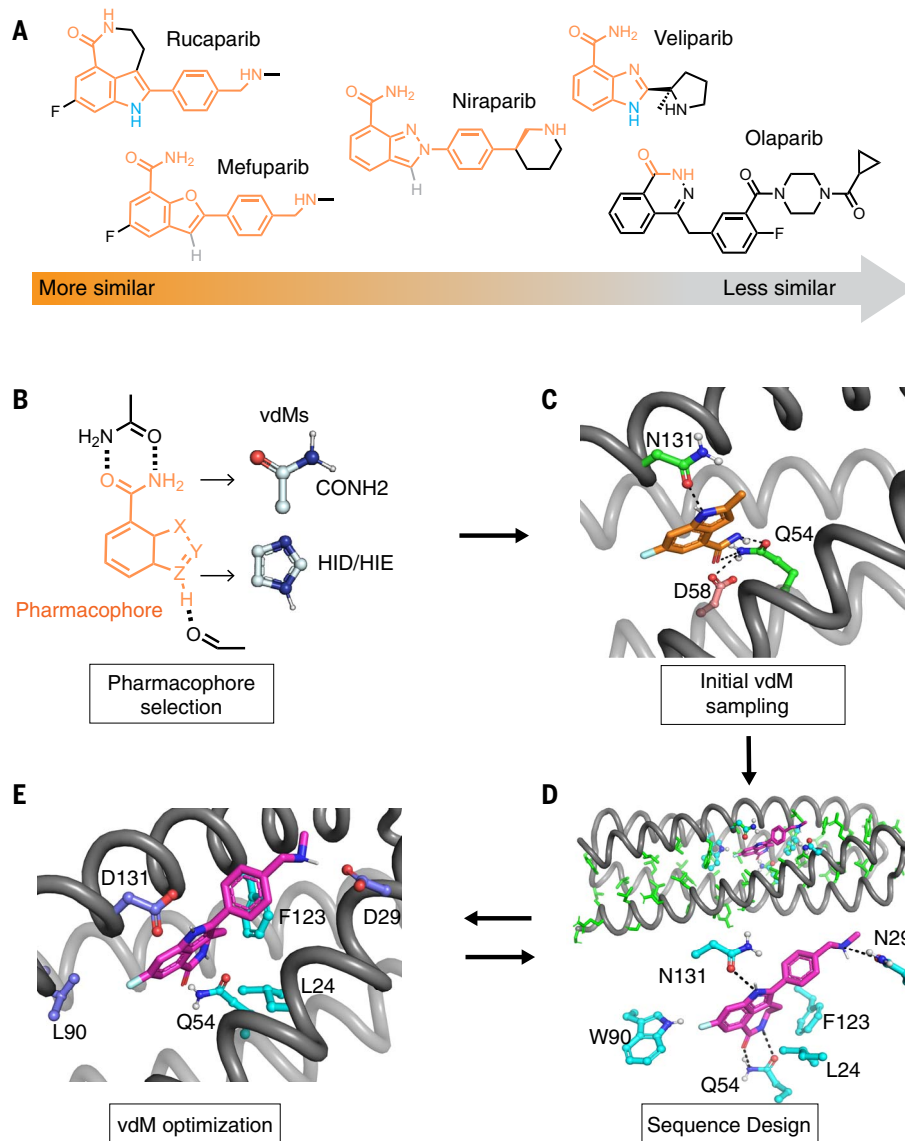 A
Rucaparib
Veliparib
Niraparib
Mefuparib
Olaparib
H
N
O
HN
F
N
H
NH2
O
O
F
H
HN
NH2
O
N
N
H
NH
NH2
O
N
N
H
HN
O
NH
N
O
N
N
O
F
More similar
Less similar
B
vdMs
H2N
O
O
NH2
CONH2
X
Y
Z
H
HID/HIE
Pharmacophore
O
Pharmacophore
selection
C
N131
Q54
D58
Initial vdM
sampling
E
D131
F123
D29
L24
Q54
L90
vdM optimization
D
N131
N29
W90
F123
L24
Q54
Sequence Design